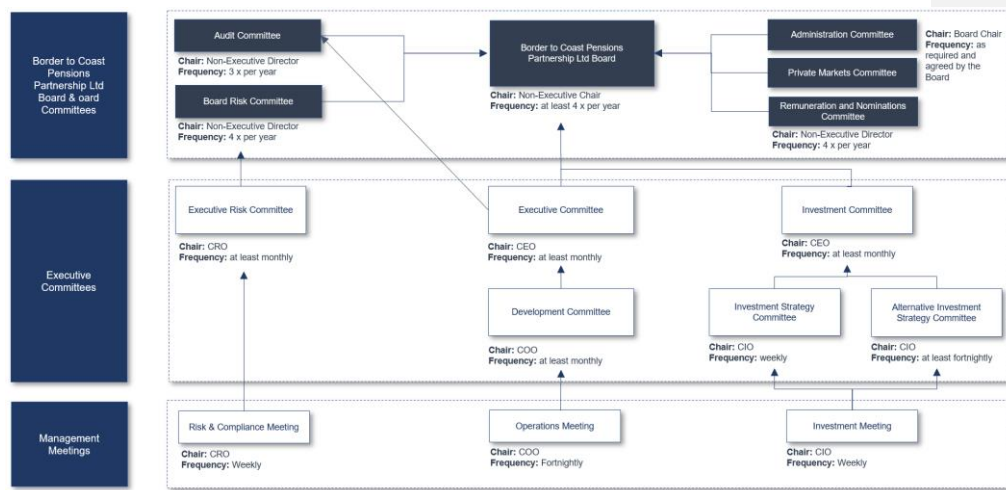 Border to Coast
Pensions
Partnership Ltd
Board & oard
Committees
Audit Committee
Chair: Non-Executive Director
Frequency: 3 x per year
Board Risk Committee
Chair: Non-Executive Director
Frequency: 4 x per year
Border to Coast Pensions
Partnership Ltd Board
Chair: Non-Executive Chair
Frequency: at least 4 x per year
Administration Committee
Private Markets Committee
Remuneration and Nominations
Committee
Chair: Non-Executive Director
Frequency: 4 x per year
Chair: Board Chair
Frequency: as
required and
agreed by the
Board
Executive
Committees
Executive Risk Committee
Chair: CRO
Frequency: at least monthly
Executive Committee
Chair: CEO
Frequency: at least monthly
Investment Committee
Chair: CEO
Frequency: at least monthly
Development Committee
Chair: COO
Frequency: at least monthly
Investment Strategy
Committee
Chair: CIO
Frequency: weekly
Alternative Investment
Strategy Committee
Chair: CIO
Frequency: at least fortnightly
Management
Meetings
Risk & Compliance Meeting
Chair: CRO
Frequency: Weekly
Operations Meeting
Chair: COO
Frequency: Fortnightly
Investment Meeting
Chair: CIO
Frequency: Weekly